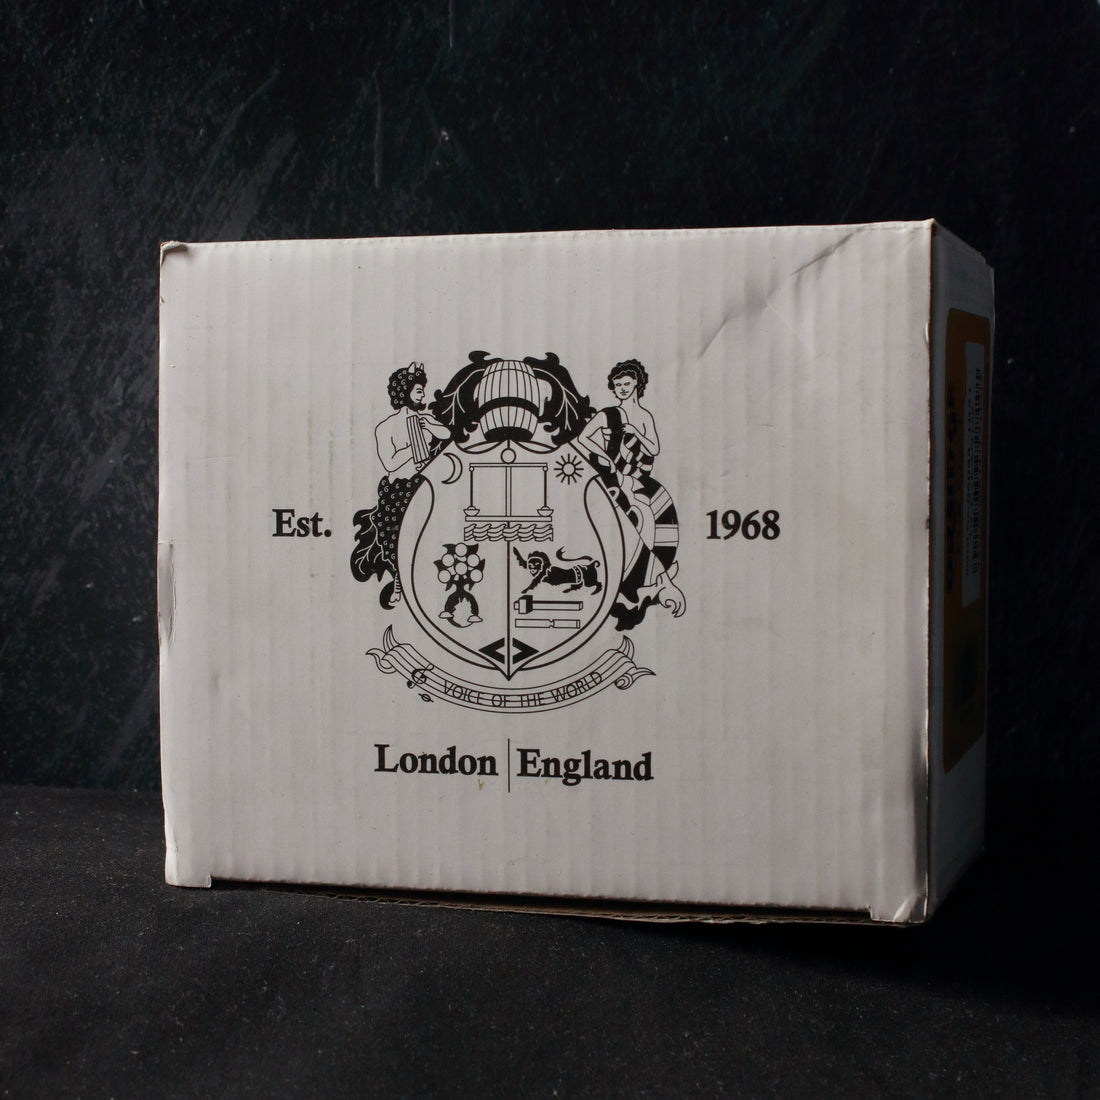 Est.
1968
VOICE OF THE WORLD
London | England